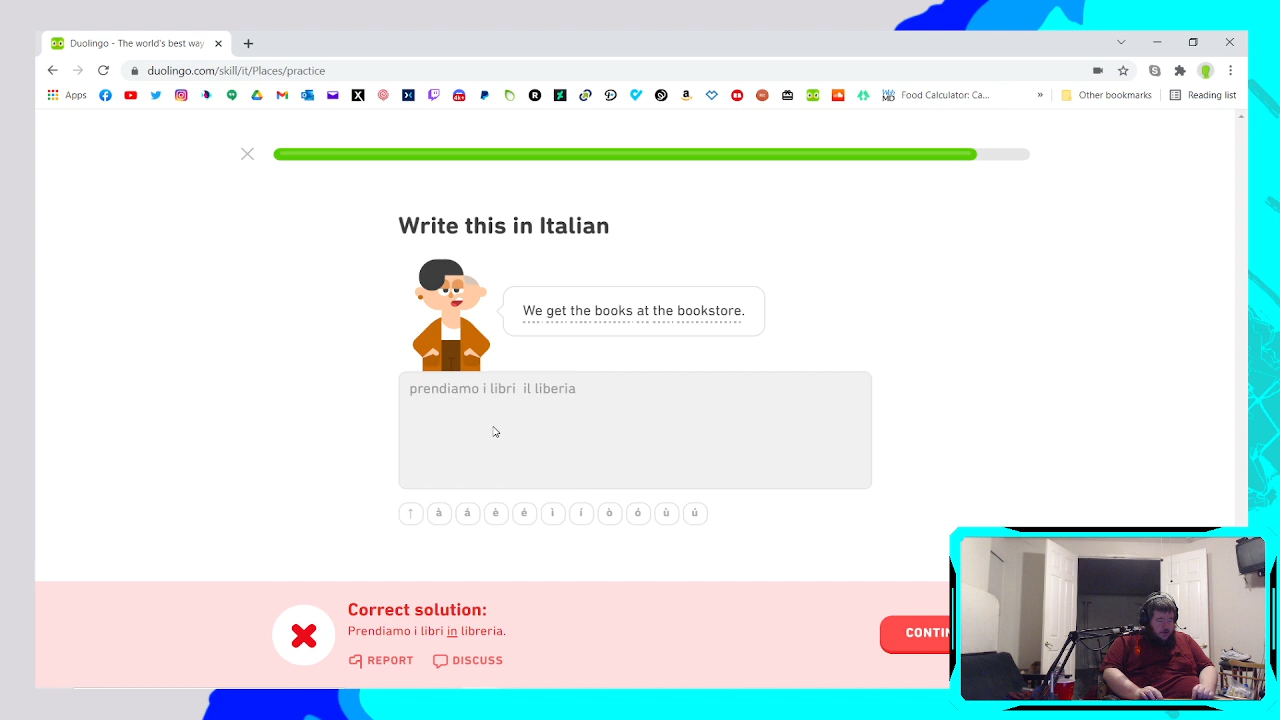 Duolingo - The world's best way
duolingo.com/skill/it/Places/practice
Apps
Food Calculator: Ca...
»
Other bookmarks
Reading list
Write this in Italian
We get the books at the bookstore.
prendiamo i libri  il liberia
↑ à á è é ì í ò ó ù ú
Correct solution:
Prendiamo i libri in libreria.
REPORT
DISCUSS
CONTIN